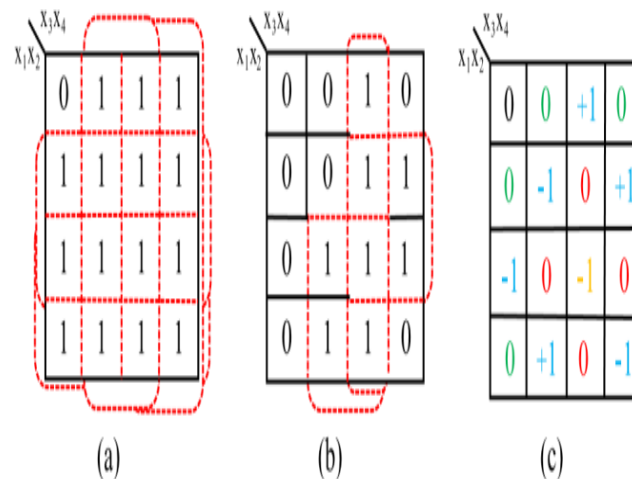 x₃x₄
x₁x₂
0 1 1 1
1 1 1 1
1 1 1 1
1 1 1 1
(a)
x₃x₄
x₁x₂
0 0 1 0
0 0 1 1
0 1 1 1
0 1 1 0
(b)
x₃x₄
x₁x₂
0 0 +1 0
0 -1 0 +1
-1 0 -1 0
0 +1 0 -1
(c)